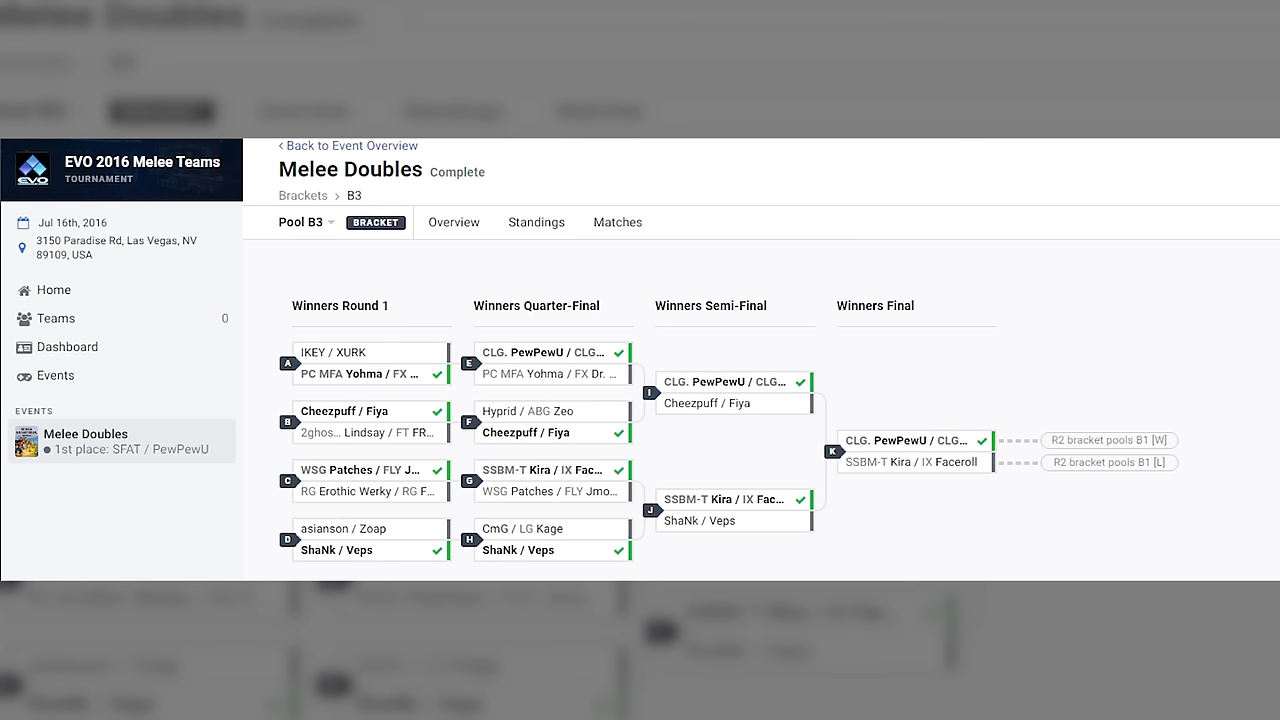 ‹ Back to Event Overview
EVO 2016 Melee Teams
TOURNAMENT
EVO
Melee Doubles Complete
Brackets › B3
Pool B3 BRACKET Overview Standings Matches
Jul 16th, 2016
3150 Paradise Rd, Las Vegas, NV
89109, USA
Home
Teams 0
Dashboard
Events
EVENTS
Melee Doubles
1st place: SFAT / PewPewU
Winners Round 1
A
IKEY / XURK
PC MFA Yohma / FX ...
B
Cheezpuff / Fiya
2ghos... Lindsay / FT FR...
C
WSG Patches / FLY J...
RG Erothic Werky / RG F...
D
asianson / Zoap
ShaNk / Veps
Winners Quarter-Final
E
CLG. PewPewU / CLG...
PC MFA Yohma / FX Dr. ...
F
Hyprid / ABG Zeo
Cheezpuff / Fiya
G
SSBM-T Kira / IX Fac...
WSG Patches / FLY Jmo...
H
CmG / LG Kage
ShaNk / Veps
Winners Semi-Final
I
CLG. PewPewU / CLG...
Cheezpuff / Fiya
J
SSBM-T Kira / IX Fac...
ShaNk / Veps
Winners Final
K
CLG. PewPewU / CLG...
SSBM-T Kira / IX Faceroll
R2 bracket pools B1 [W]
R2 bracket pools B1 [L]